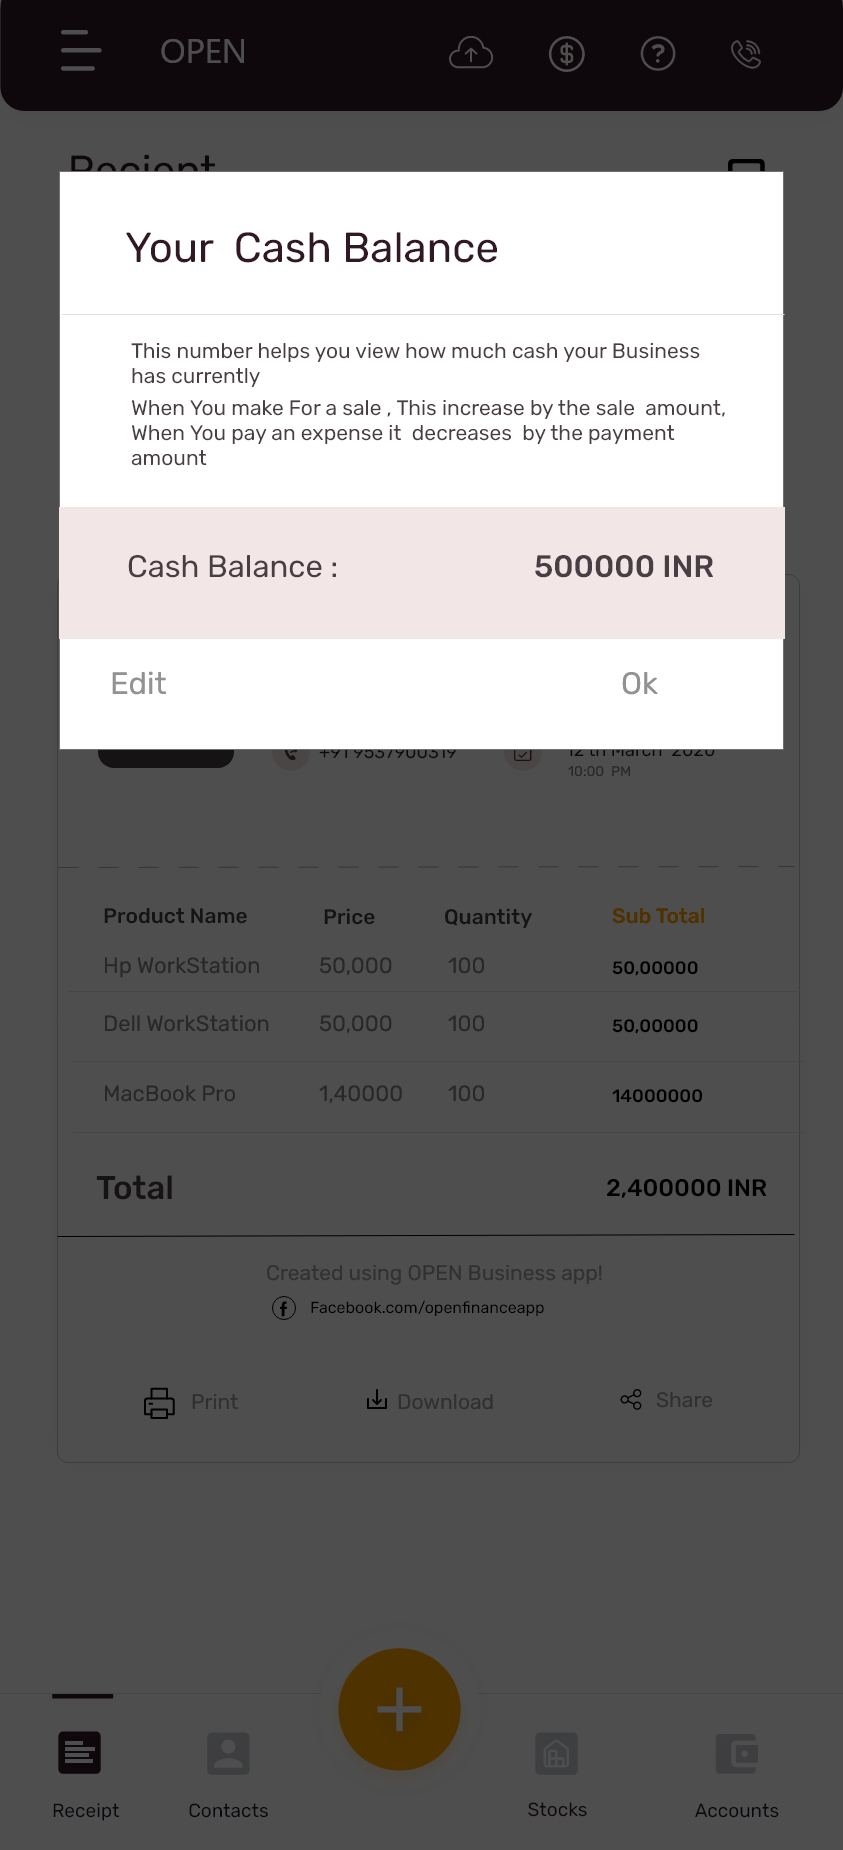 OPEN
Recient
Your Cash Balance
This number helps you view how much cash your Business
has currently
When You make For a sale , This increase by the sale amount,
When You pay an expense it decreases by the payment
amount
Cash Balance : 500000 INR
Edit Ok
+91 9537900319 12 th March 2020
10:00 PM
Product Name Price Quantity Sub Total
Hp WorkStation 50,000 100 50,00000
Dell WorkStation 50,000 100 50,00000
MacBook Pro 1,40000 100 14000000
Total 2,400000 INR
Created using OPEN Business app!
Facebook.com/openfinanceapp
Print Download Share
Receipt Contacts Stocks Accounts